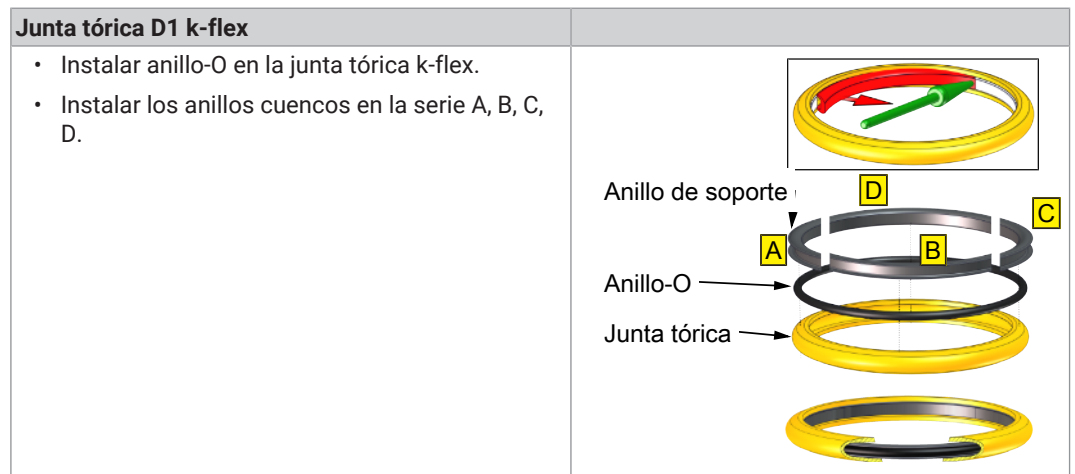 Junta tórica D1 k-flex
• Instalar anillo-O en la junta tórica k-flex.
• Instalar los anillos cuencos en la serie A, B, C,
D.
Anillo de soporte
D
C
A
B
Anillo-O
Junta tórica